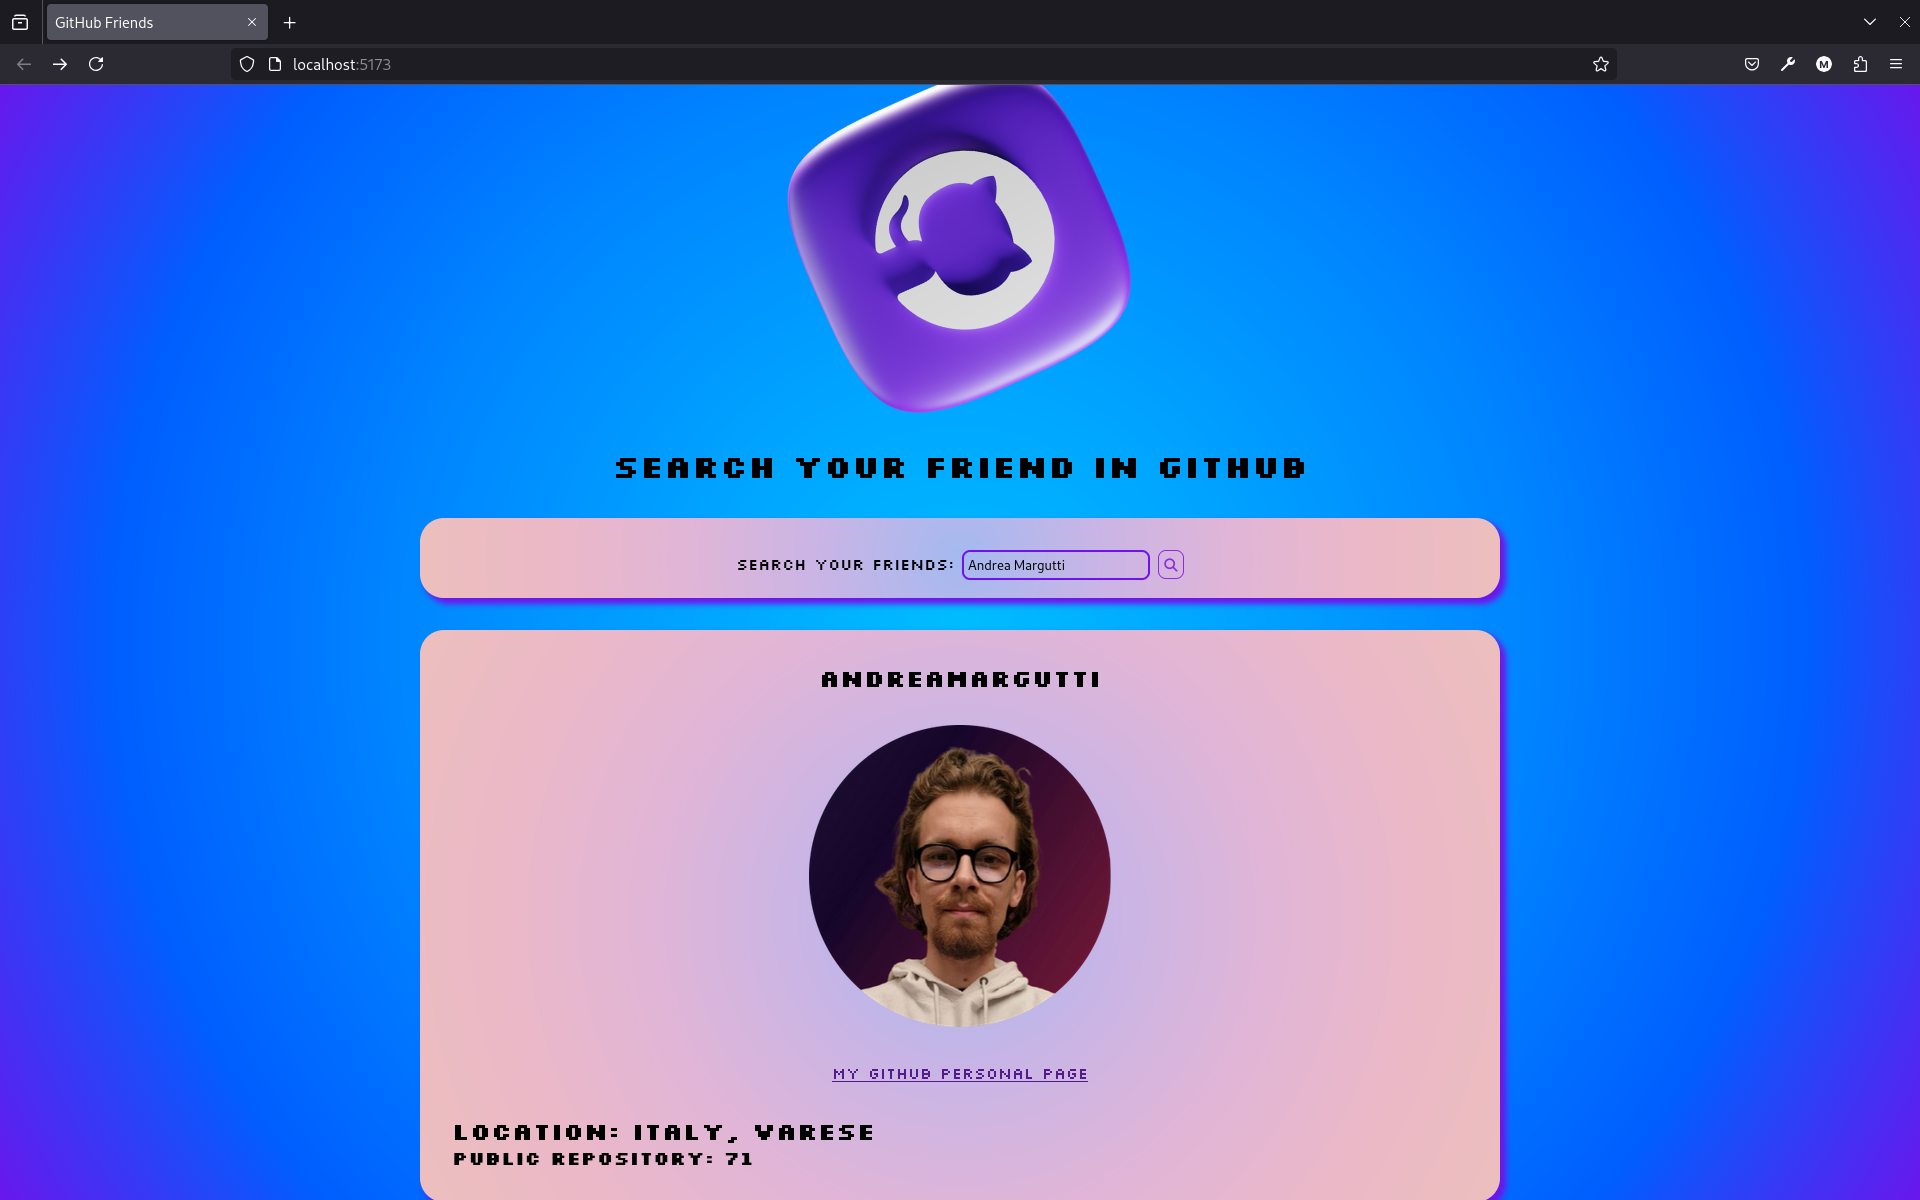 GitHub Friends
localhost:5173
M
SEARCH YOUR FRIEND IN GITHUB
SEARCH YOUR FRIENDS: Andrea Margutti
ANDREAMARGUTTI
MY GITHUB PERSONAL PAGE
LOCATION: ITALY, VARESE
PUBLIC REPOSITORY: 71